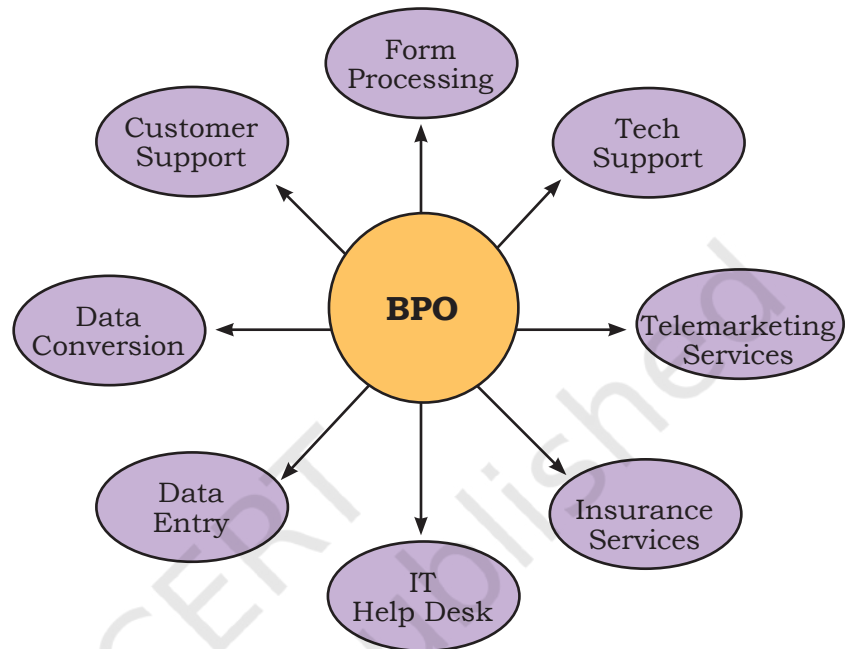 Form
Processing
Customer
Support
Tech
Support
BPO
Data
Conversion
Telemarketing
Services
Data
Entry
Insurance
Services
IT
Help Desk